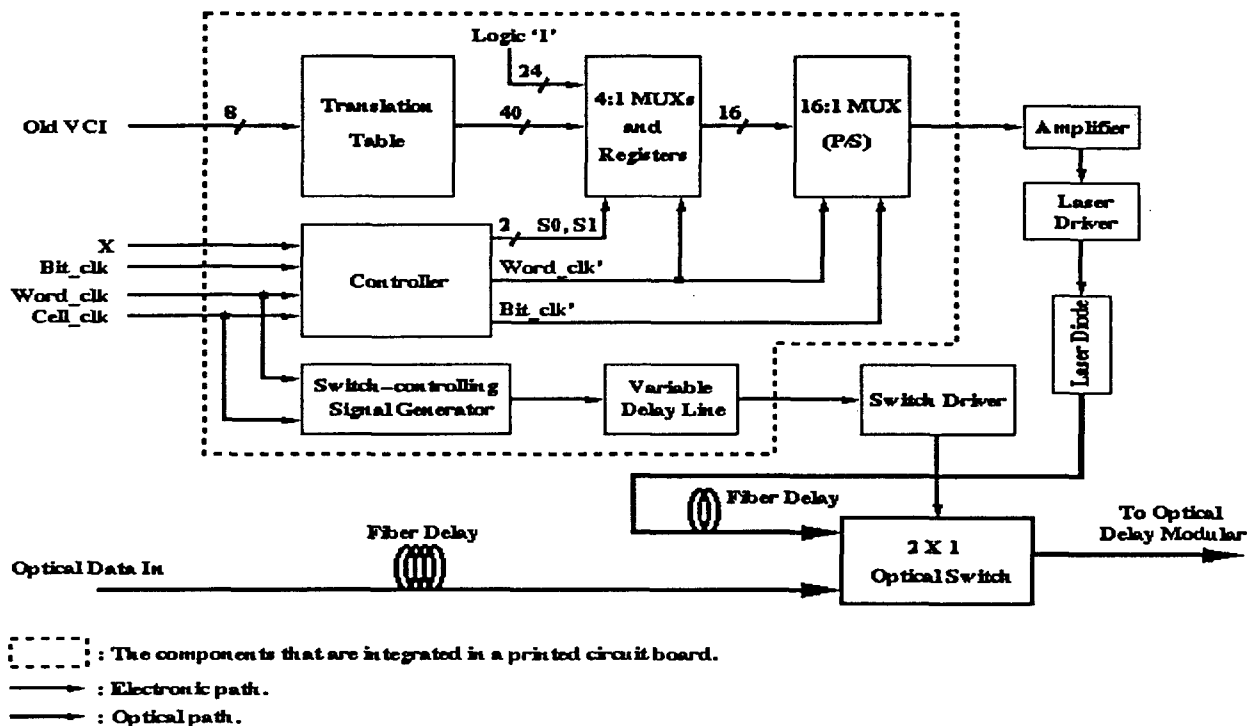 Logic '1'
24
Old VCI
8
Translation
Table
40
4:1 MUXs
and
Registers
16
16:1 MUX
(P/S)
Amplifier
Laser
Driver
Laser Diode
X
Bit_clk
Word_clk
Cell_clk
Controller
2
S0, S1
Word_clk'
Bit_clk'
Switch-controlling
Signal Generator
Variable
Delay Line
Switch Driver
Fiber Delay
Fiber Delay
Optical Data In
2 X 1
Optical Switch
To Optical
Delay Modular
: The components that are integrated in a printed circuit board.
: Electronic path.
: Optical path.